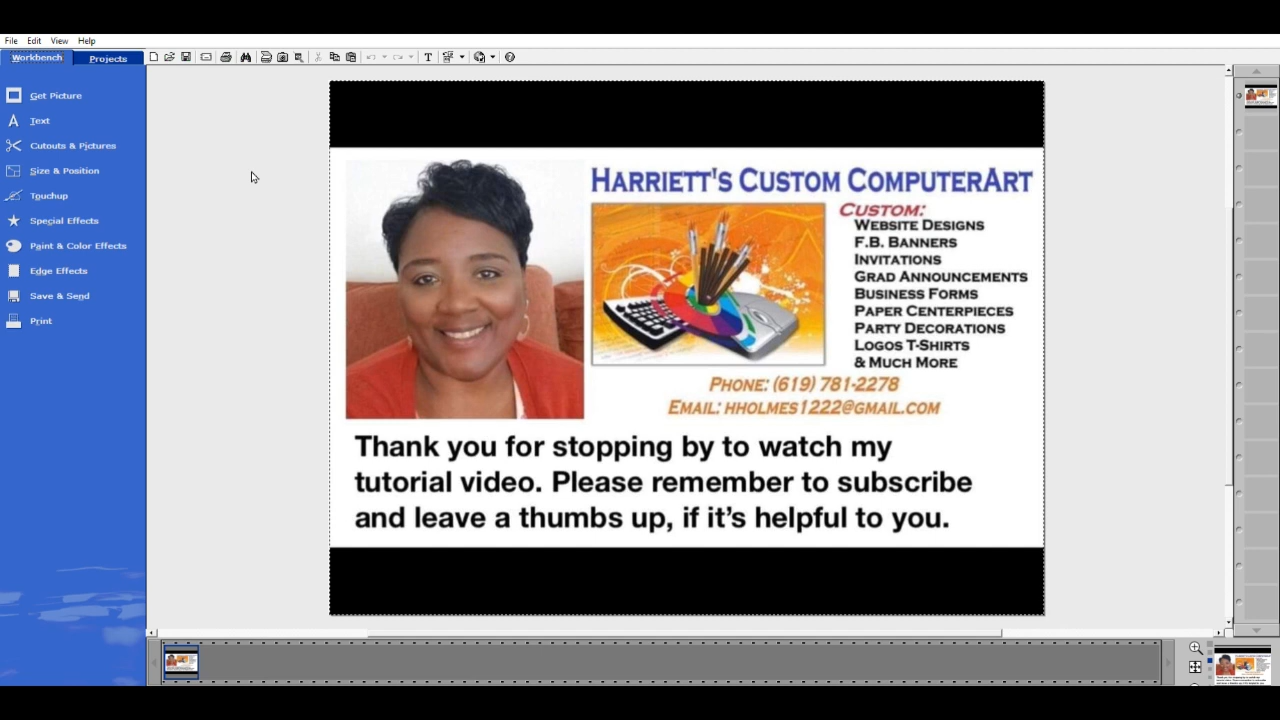 File Edit View Help
Workbench Projects
T
Get Picture
A Text
Cutouts & Pictures
Size & Position
Touchup
Special Effects
Paint & Color Effects
Edge Effects
Save & Send
Print
HARRIETT'S CUSTOM COMPUTERART
CUSTOM:
WEBSITE DESIGNS
F.B. BANNERS
INVITATIONS
GRAD ANNOUNCEMENTS
BUSINESS FORMS
PAPER CENTERPIECES
PARTY DECORATIONS
LOGOS T-SHIRTS
& MUCH MORE
PHONE: (619) 781-2278
EMAIL: HHOLMES1222@GMAIL.COM
Thank you for stopping by to watch my
tutorial video. Please remember to subscribe
and leave a thumbs up, if it’s helpful to you.